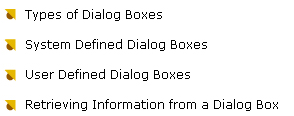 Types of Dialog Boxes
System Defined Dialog Boxes
User Defined Dialog Boxes
Retrieving Information from a Dialog Box